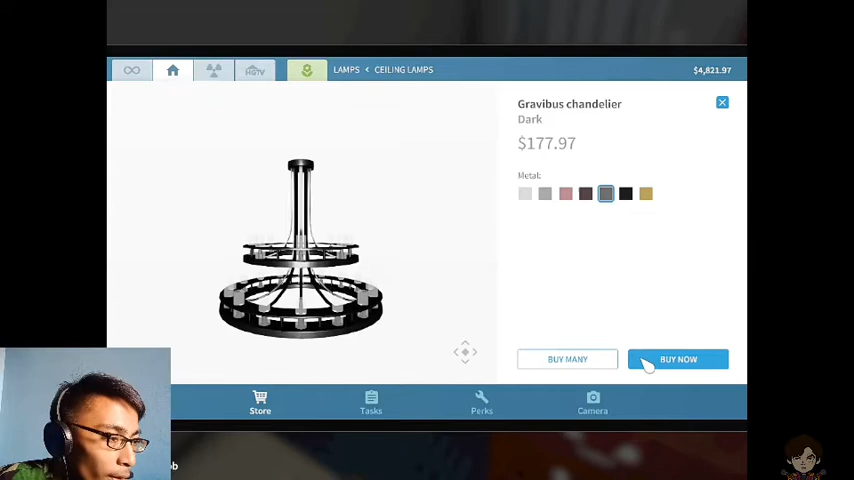 HGTV
LAMPS < CEILING LAMPS
$4,821.97
Gravibus chandelier
Dark
$177.97
Metal:
BUY MANY
BUY NOW
Store
Tasks
Perks
Camera